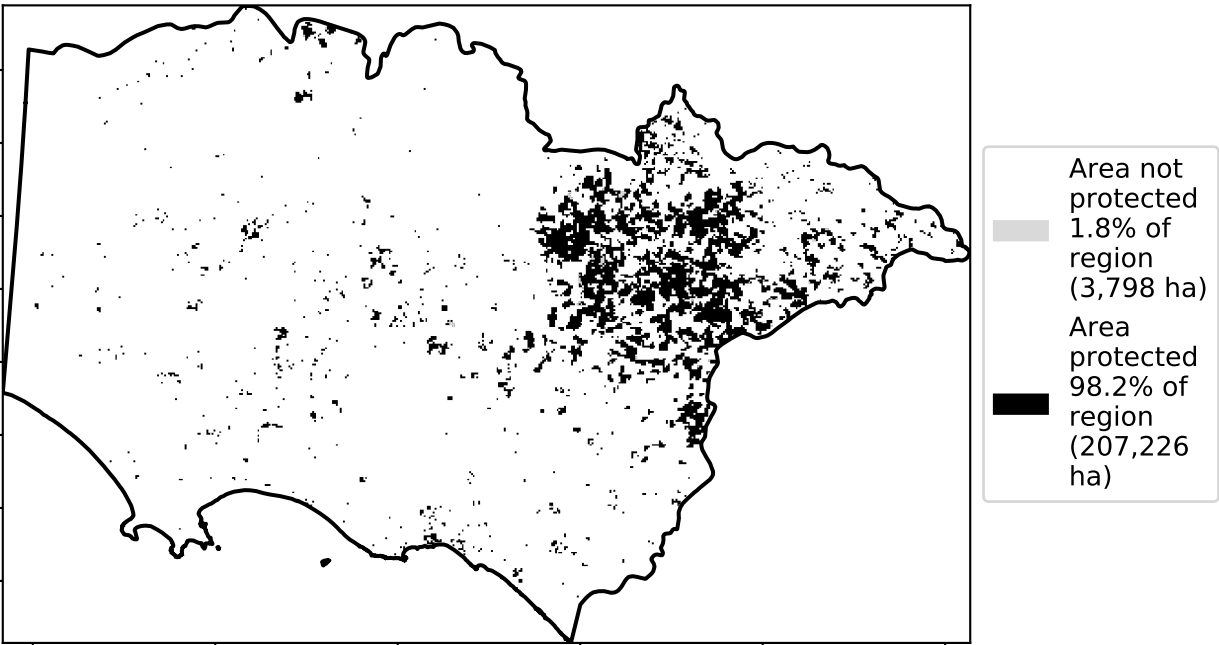 Area not
protected
1.8% of
region
(3,798 ha)
Area
protected
98.2% of
region
(207,226
ha)